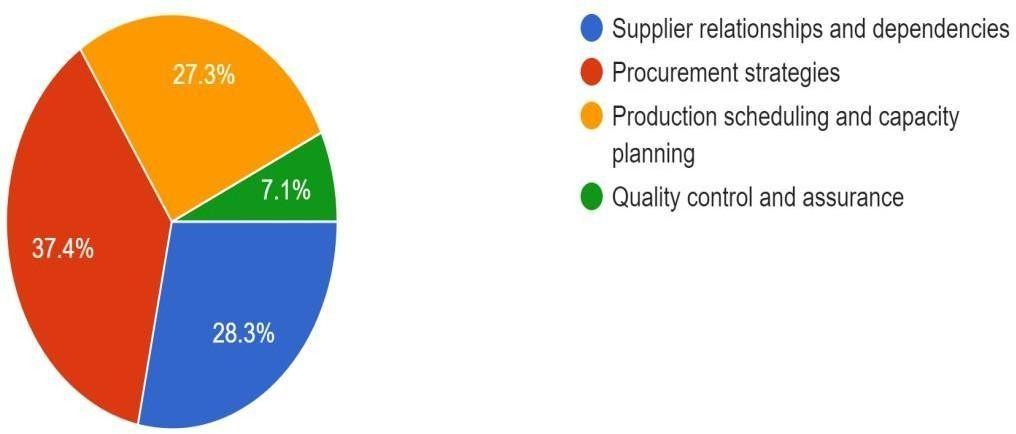 27.3%
7.1%
37.4%
28.3%
Supplier relationships and dependencies
Procurement strategies
Production scheduling and capacity
planning
Quality control and assurance